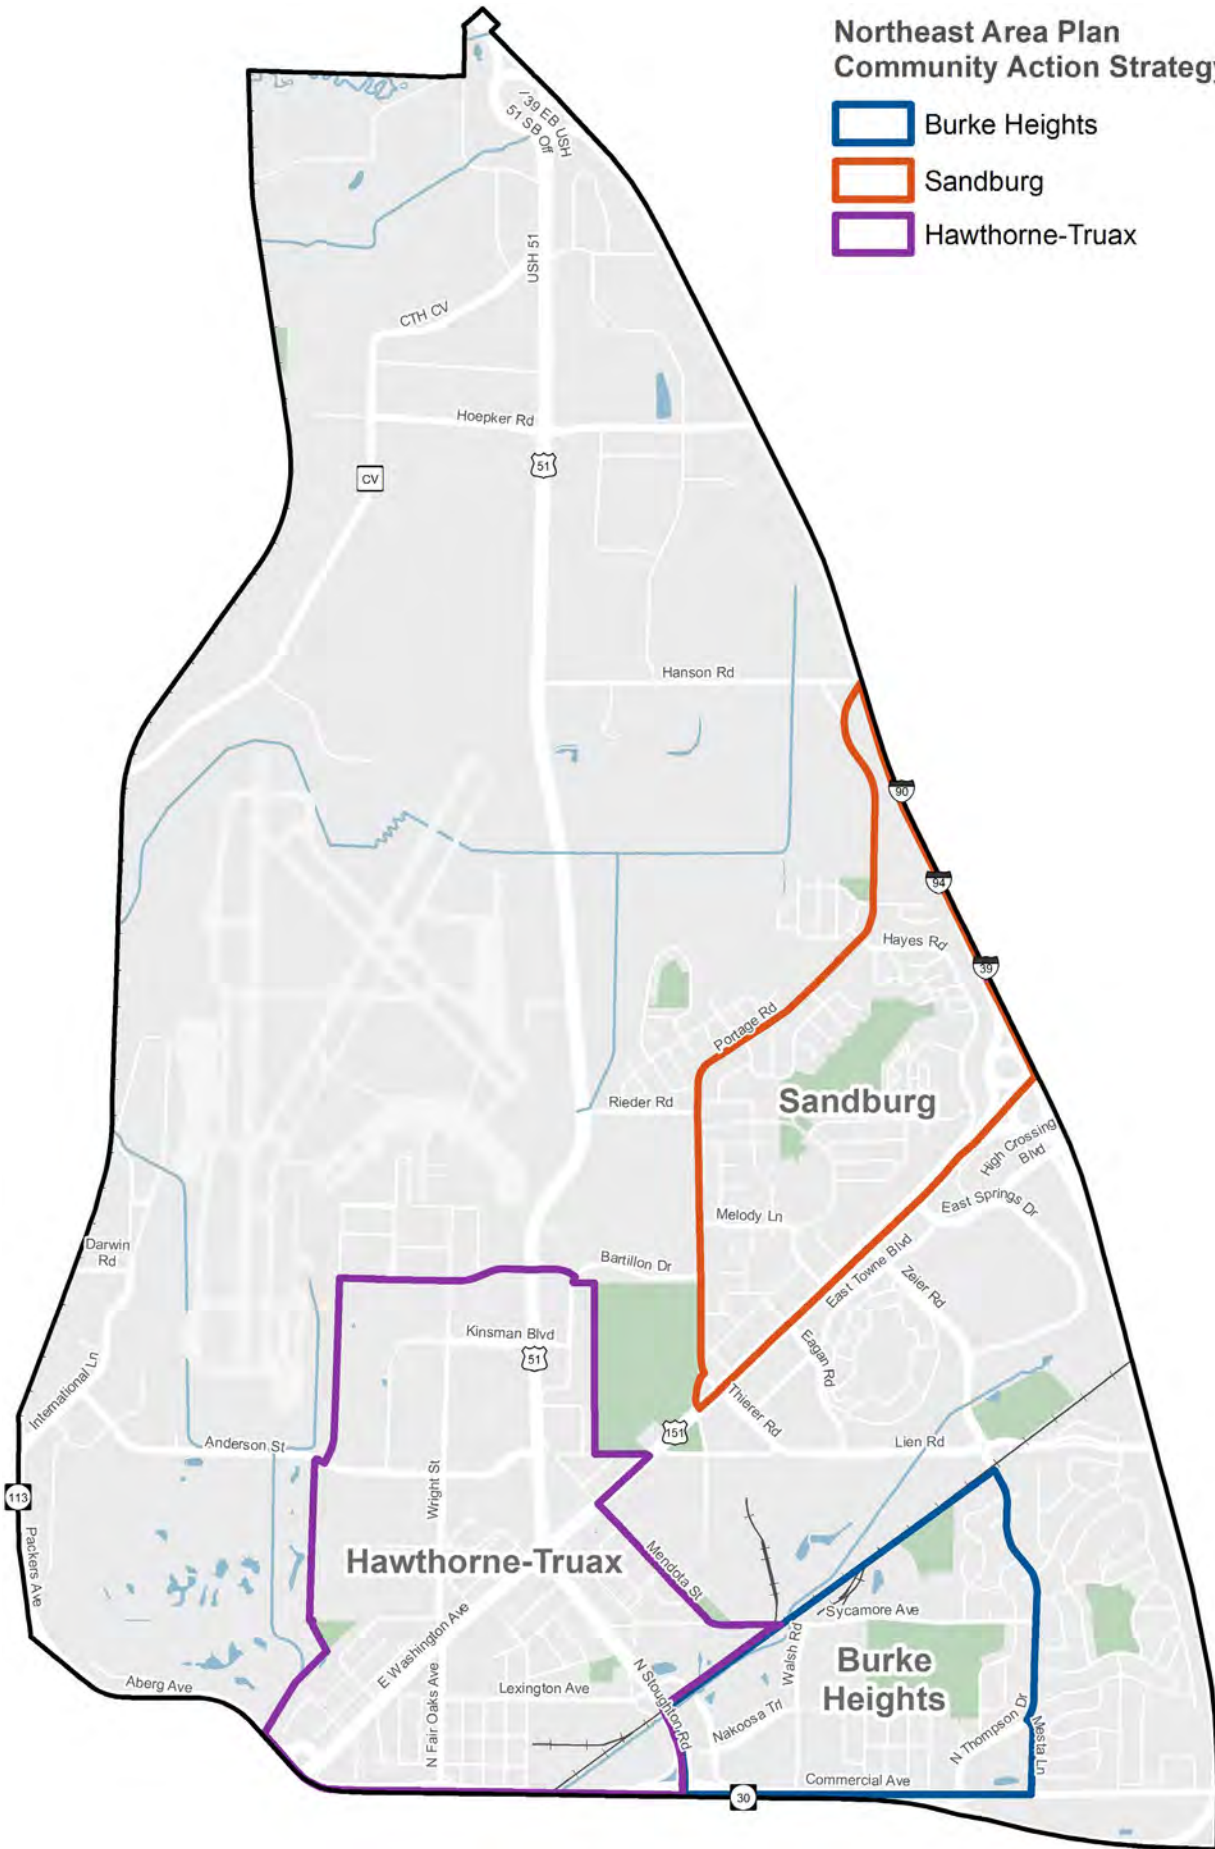 Northeast Area Plan
Community Action Strategy
Burke Heights
Sandburg
Hawthorne-Truax
/39 EB USH
51 SB Off
USH 51
CTH CV
Hoepker Rd
51
CV
Hanson Rd
90
94
Hayes Rd
39
Portage Rd
Rieder Rd
Sandburg
High Crossing
Blvd
East Springs Dr
Melody Ln
Darwin
Rd
Bartillon Dr
East Towne Blvd
Zeier Rd
Kinsman Blvd
51
Eagan Rd
International Ln
Thierer Rd
151
Anderson St
Lien Rd
Wright St
113
Packers Ave
Hawthorne-Truax
Mendota St
Sycamore Ave
E Washington Ave
Walsh Rd
Burke
Heights
Aberg Ave
N Fair Oaks Ave
Lexington Ave
N Stoughton Rd
Nakoosa Trl
N Thompson Dr
Mesta Ln
Commercial Ave
30